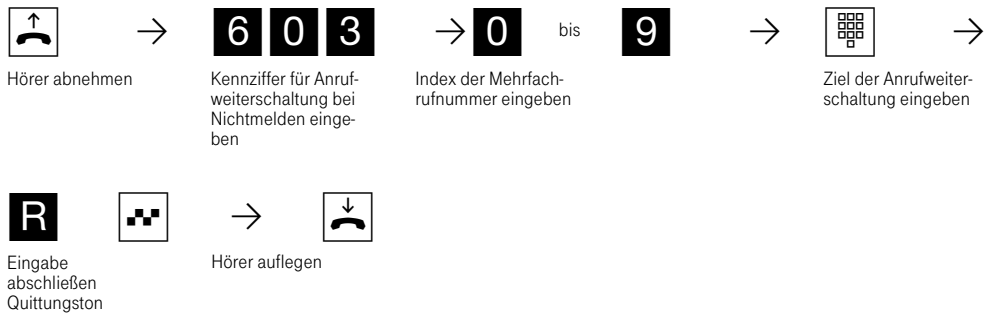 6 0 3 0 bis 9
Hörer abnehmen
Kennziffer für Anruf-
weiterschaltung bei
Nichtmelden einge-
ben
Index der Mehrfach-
rufnummer eingeben
Ziel der Anrufweiter-
schaltung eingeben
R
Eingabe
abschließen
Quittungston
Hörer auflegen